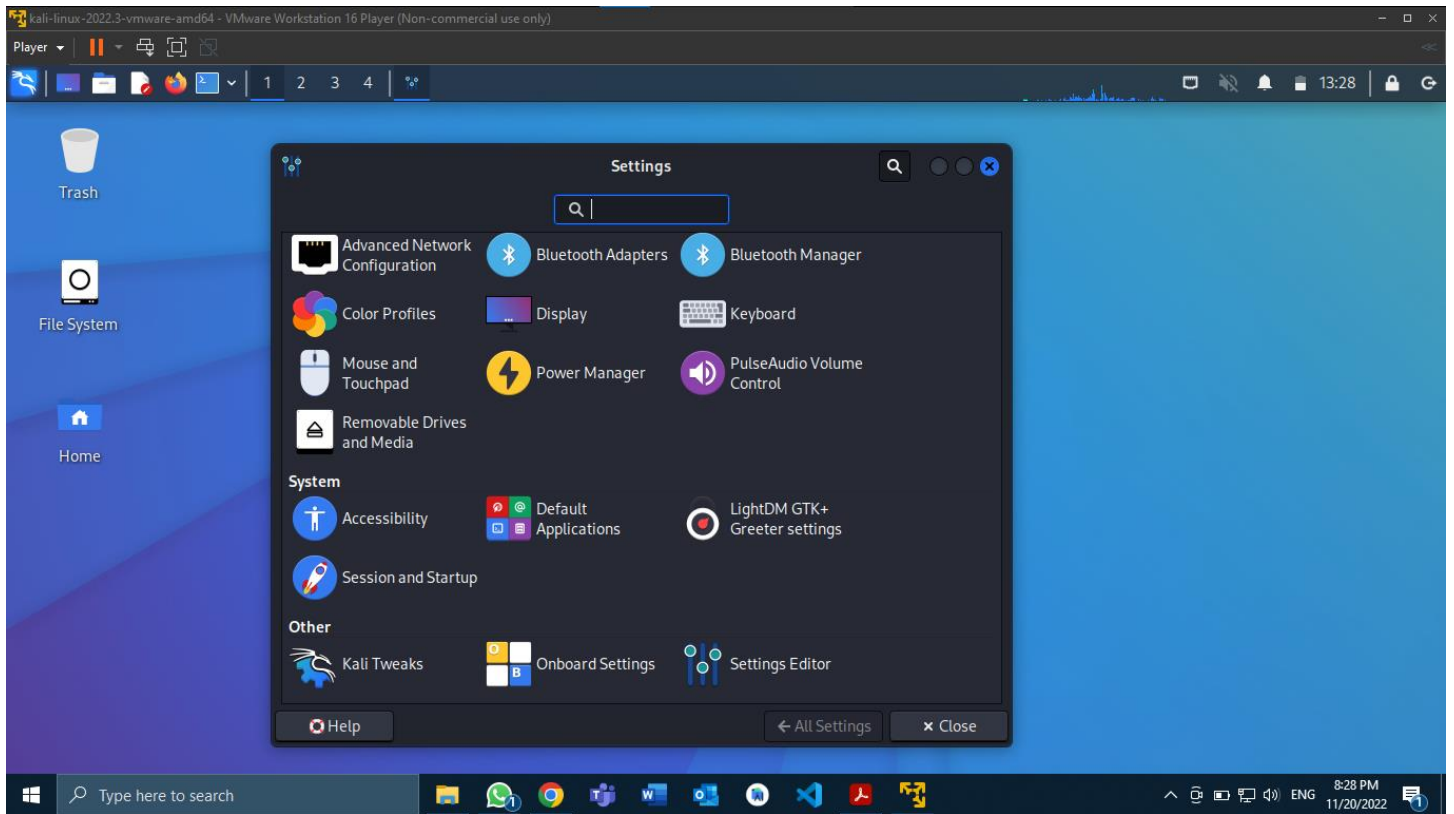 kali-linux-2022.3-vmware-amd64 - VMware Workstation 16 Player (Non-commercial use only)
Player
1 2 3 4
13:28
Trash
File System
Home
Settings
Advanced Network
Configuration
Bluetooth Adapters
Bluetooth Manager
Color Profiles
Display
Keyboard
Mouse and
Touchpad
Power Manager
PulseAudio Volume
Control
Removable Drives
and Media
System
Accessibility
Default
Applications
LightDM GTK+
Greeter settings
Session and Startup
Other
Kali Tweaks
Onboard Settings
Settings Editor
Help
All Settings
Close
Type here to search
ENG
8:28 PM
11/20/2022